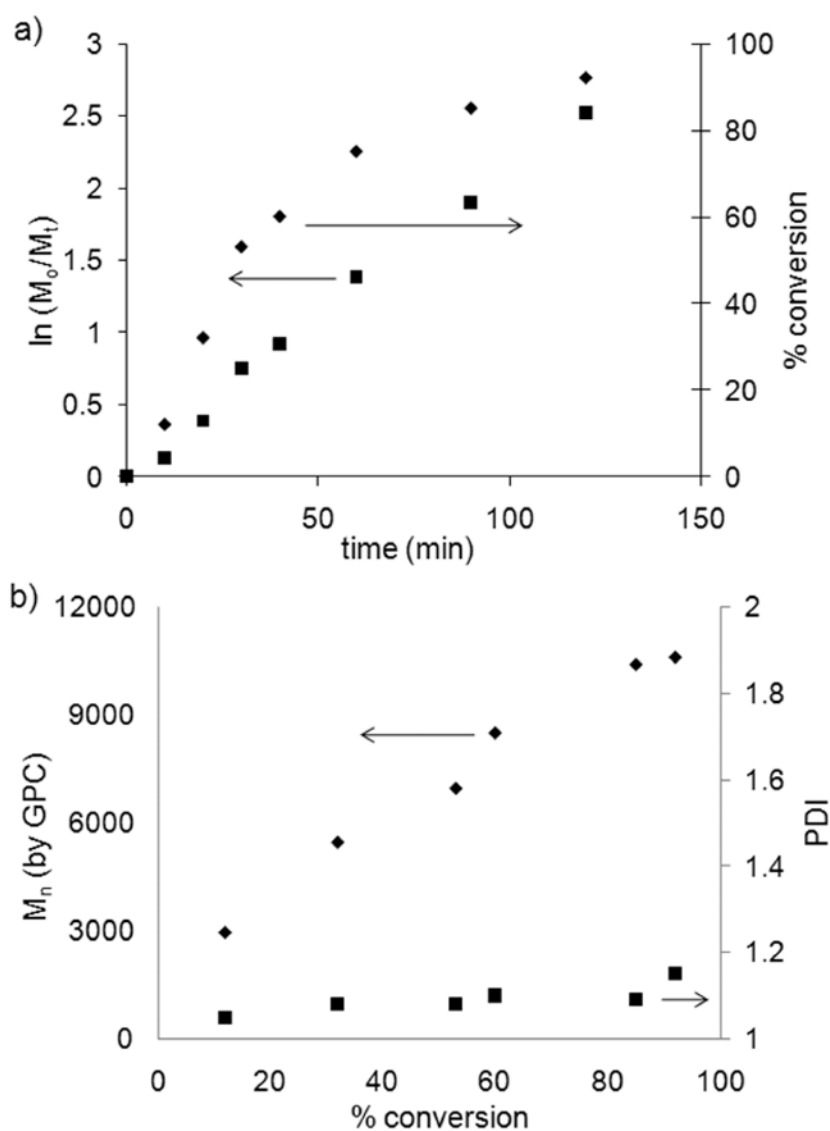 a)
3
2.5
2
1.5
1
0.5
0
ln (Mₒ/Mₜ)
100
80
60
40
20
0
% conversion
0 50 100 150
time (min)
b)
12000
9000
6000
3000
0
Mₙ (by GPC)
2
1.8
1.6
1.4
1.2
1
PDI
0 20 40 60 80 100
% conversion